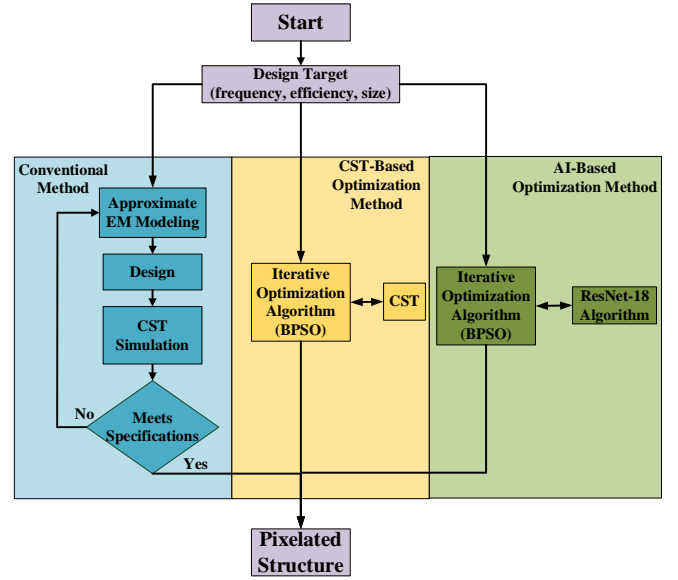 Start
Design Target
(frequency, efficiency, size)
Conventional
Method
Approximate
EM Modeling
Design
CST
Simulation
Meets
Specifications
No
Yes
CST-Based
Optimization
Method
Iterative
Optimization
Algorithm
(BPSO)
CST
AI-Based
Optimization Method
Iterative
Optimization
Algorithm
(BPSO)
ResNet-18
Algorithm
Pixelated
Structure